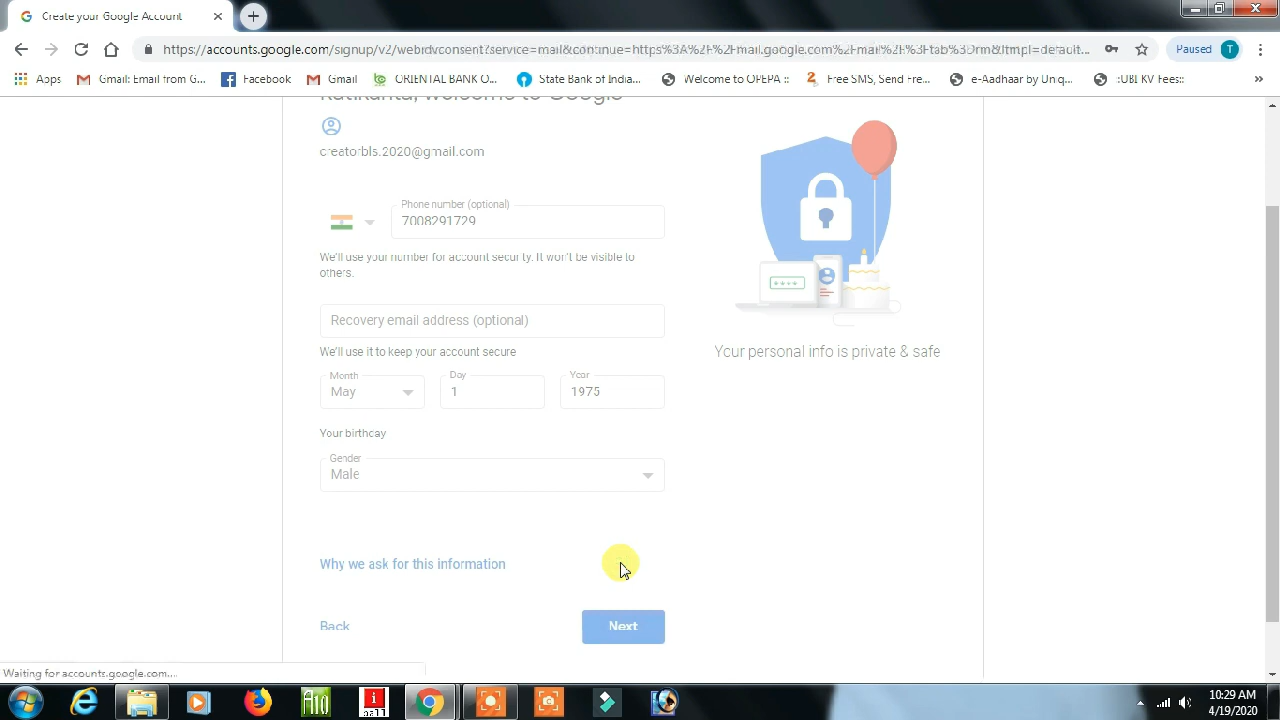 Create your Google Account
https://accounts.google.com/signup/v2/webidvconsent?service=mail&continue=https%3A%2F%2Fmail.google.com%2Fmail%2F%3Ftab%3Drm&ltmpl=default...
Paused T
Apps Gmail: Email from G... Facebook Gmail ORIENTAL BANK O... State Bank of India... Welcome to OPEPA :: Free SMS, Send Fre... e-Aadhaar by Uniq... ::UBI KV Fees:: »
welcome to Google
creatorbls.2020@gmail.com
Phone number (optional)
7008291729
We'll use your number for account security. It won't be visible to
others.
Recovery email address (optional)
We'll use it to keep your account secure
Your personal info is private & safe
Month Day Year
May 1 1975
Your birthday
Gender
Male
Why we ask for this information
Back Next
Waiting for accounts.google.com...
10:29 AM
4/19/2020